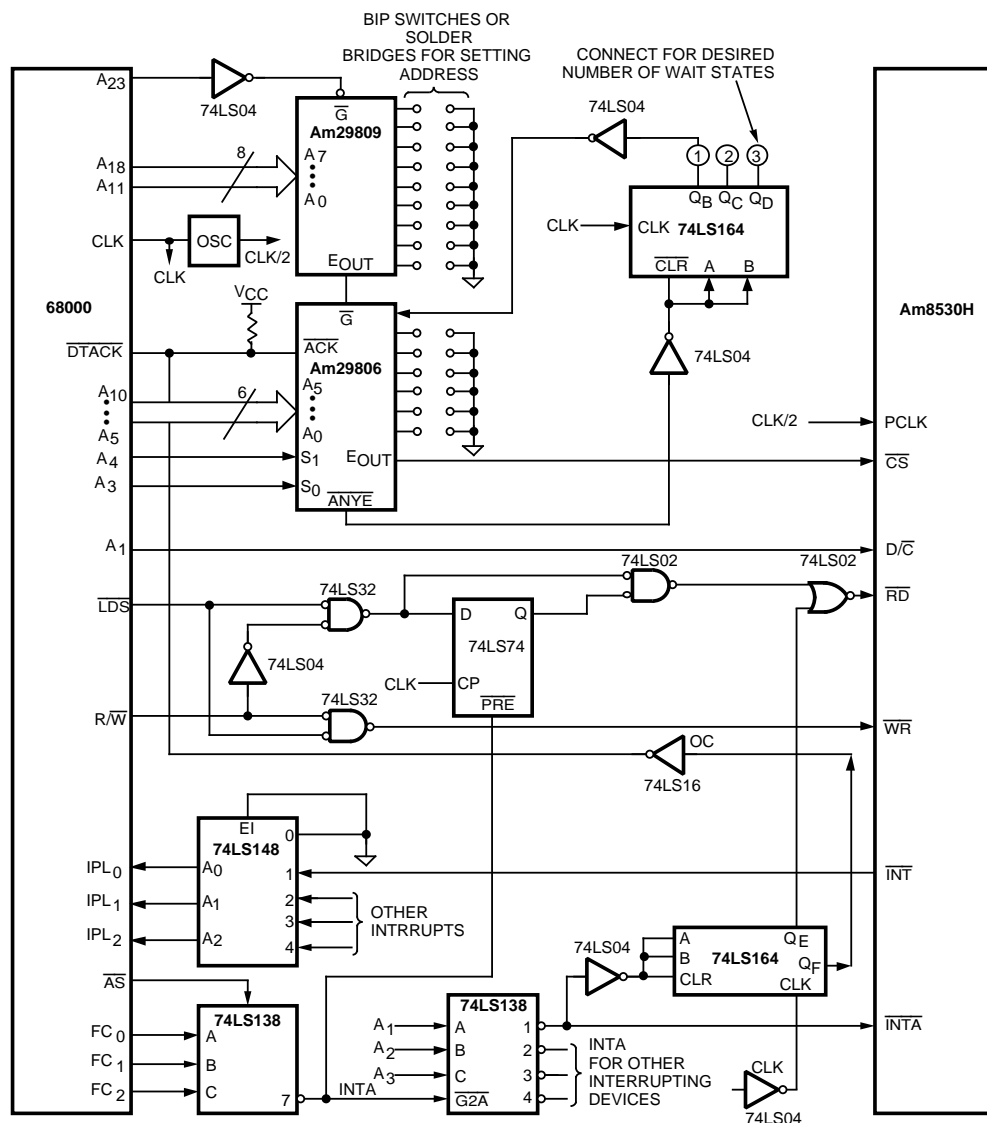 BIP SWITCHES OR
SOLDER
BRIDGES FOR SETTING
ADDRESS
CONNECT FOR DESIRED
NUMBER OF WAIT STATES
A23
74LS04
G
Am29809
A7
A0
EOUT
A18
A11
8
CLK
OSC
CLK/2
CLK
VCC
74LS04
1
2
3
QB
QC
QD
CLK
CLK
74LS164
CLR
A
B
74LS04
68000
Am8530H
DTACK
G
ACK
Am29806
A5
A0
S1
S0
EOUT
ANYE
A10
A5
6
A4
A3
CLK/2
PCLK
CS
A1
D/C
LDS
74LS32
74LS02
74LS02
RD
D
Q
74LS74
CP
PRE
CLK
74LS04
74LS32
R/W
WR
OC
74LS16
EI
0
74LS148
A0
A1
A2
1
2
3
4
OTHER
INTRRUPTS
IPL0
IPL1
IPL2
INT
AS
74LS138
A
B
C
7
FC0
FC1
FC2
INTA
A1
A2
A3
74LS138
A
B
C
G2A
1
2
3
4
INTA
FOR OTHER
INTERRUPTING
DEVICES
74LS04
A
B
CLR
74LS164
QE
QF
CLK
INTA
CLK
74LS04